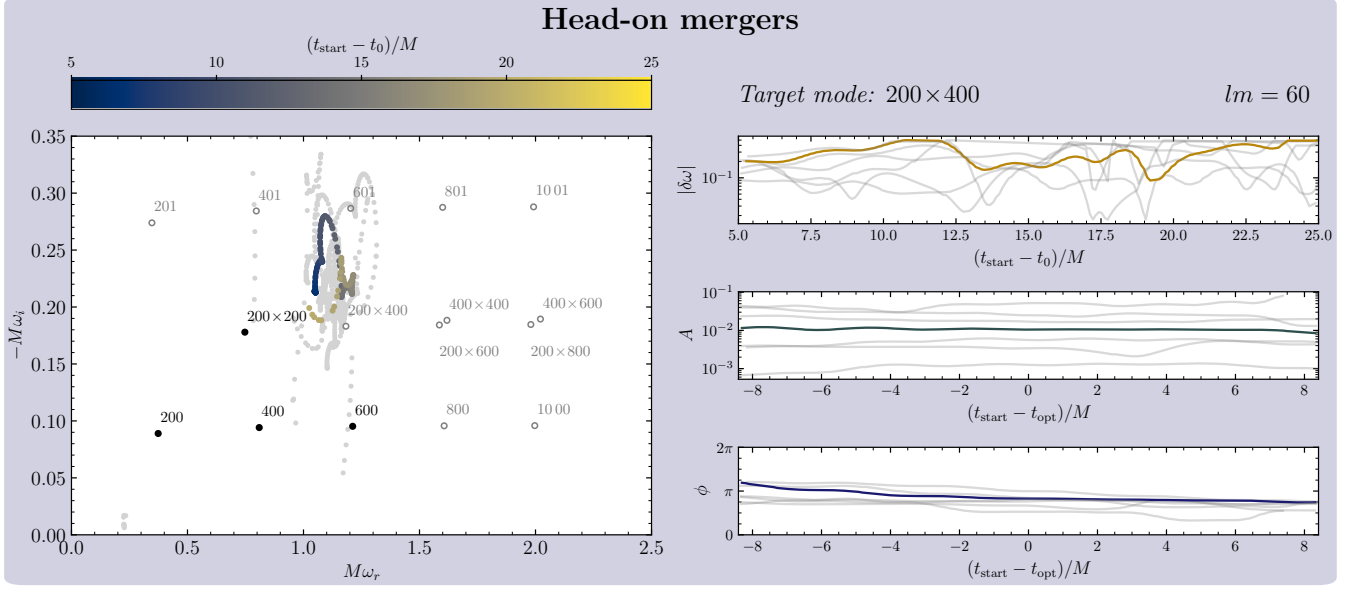 Head-on mergers
(t_start − t_0)/M
5 10 15 20 25
Target mode: 200×400 lm = 60
0.35
0.30
0.25
0.20
0.15
0.10
0.05
0.00
−Mω_i
201 401 601 801 10 01
200×200 200×400 400×400 400×600
200×600 200×800
200 400 600 800 10 00
0.0 0.5 1.0 1.5 2.0 2.5
Mω_r
|δω|
10⁻¹
5.0 7.5 10.0 12.5 15.0 17.5 20.0 22.5 25.0
(t_start − t_0)/M
A
10⁻¹
10⁻²
10⁻³
−8 −6 −4 −2 0 2 4 6 8
(t_start − t_opt)/M
ϕ
2π
π
0
−8 −6 −4 −2 0 2 4 6 8
(t_start − t_opt)/M